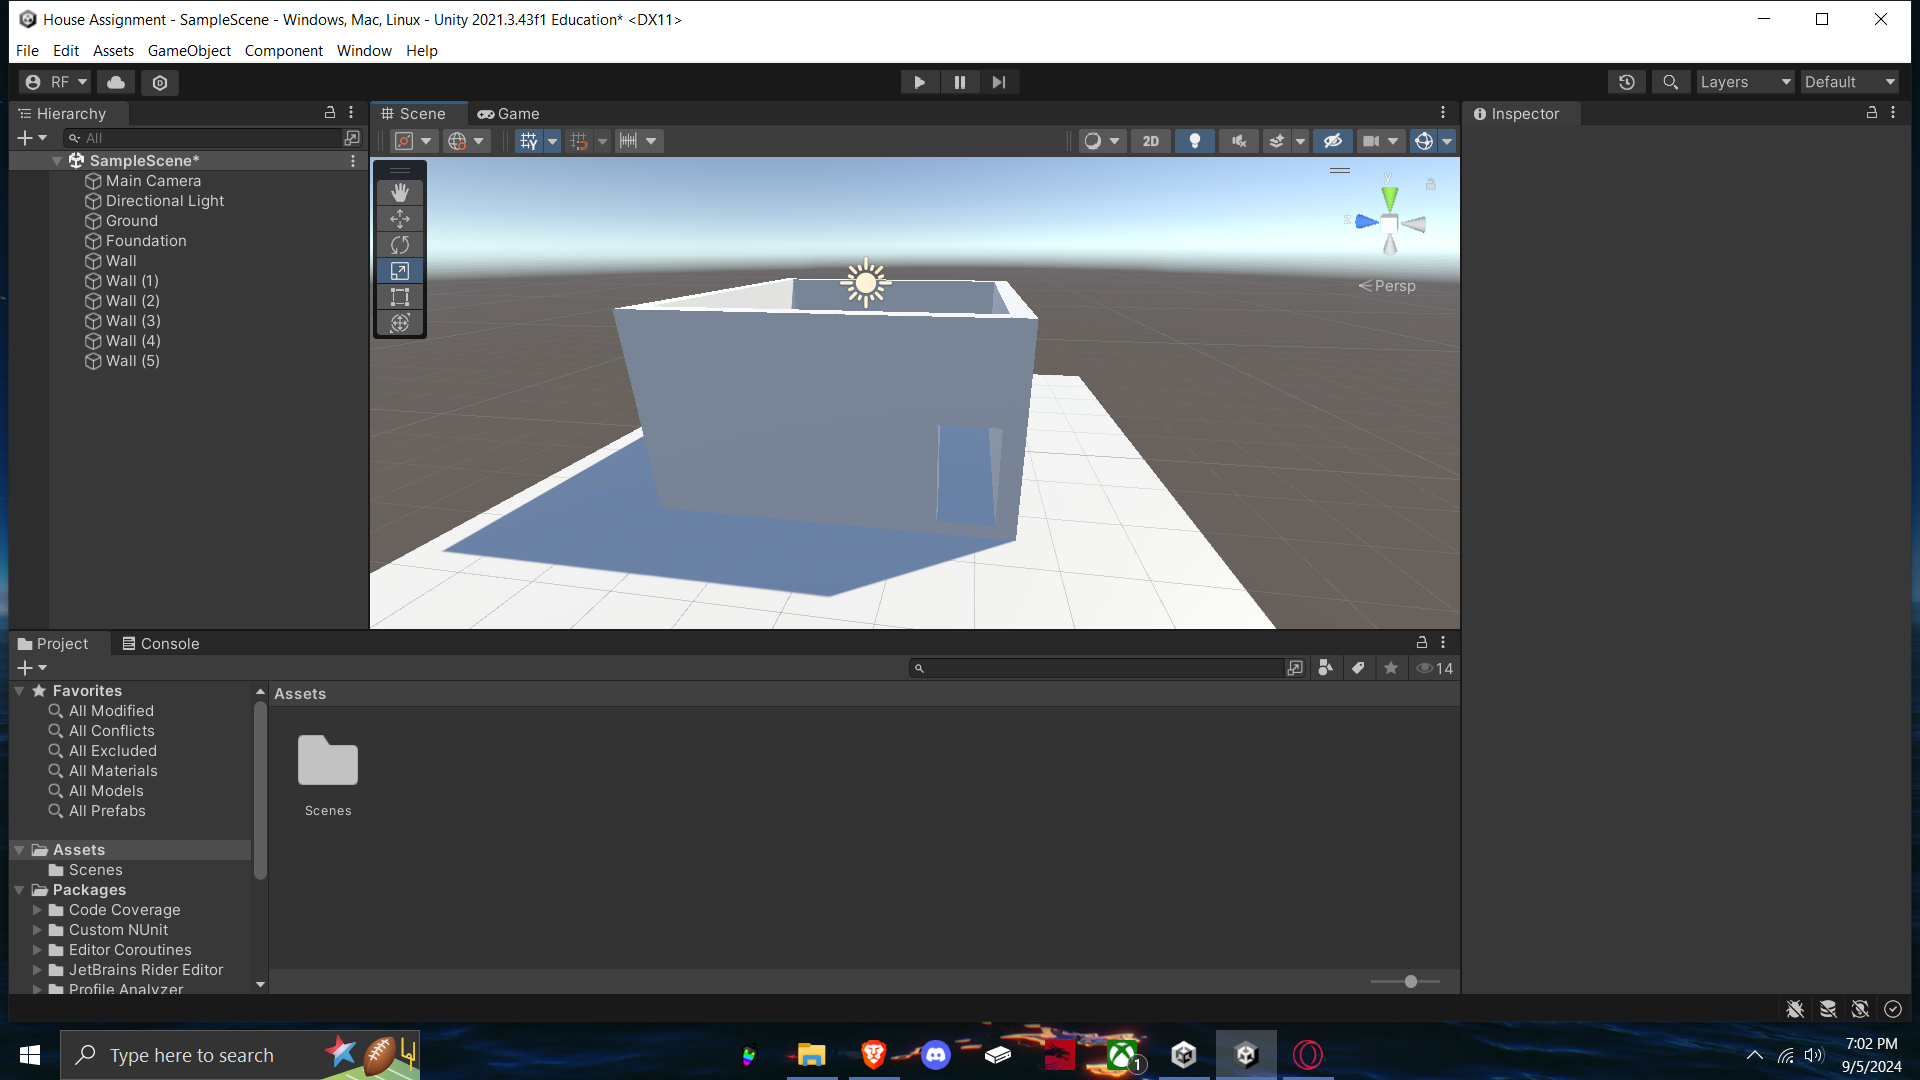 House Assignment - SampleScene - Windows, Mac, Linux - Unity 2021.3.43f1 Education* <DX11>
File Edit Assets GameObject Component Window Help
RF
Layers
Default
Hierarchy
All
SampleScene*
Main Camera
Directional Light
Ground
Foundation
Wall
Wall (1)
Wall (2)
Wall (3)
Wall (4)
Wall (5)
Scene
Game
2D
y
z
Persp
Inspector
Project
Console
14
Favorites
All Modified
All Conflicts
All Excluded
All Materials
All Models
All Prefabs
Assets
Scenes
Packages
Code Coverage
Custom NUnit
Editor Coroutines
JetBrains Rider Editor
Profile Analyzer
Assets
Scenes
Type here to search
1
7:02 PM
9/5/2024